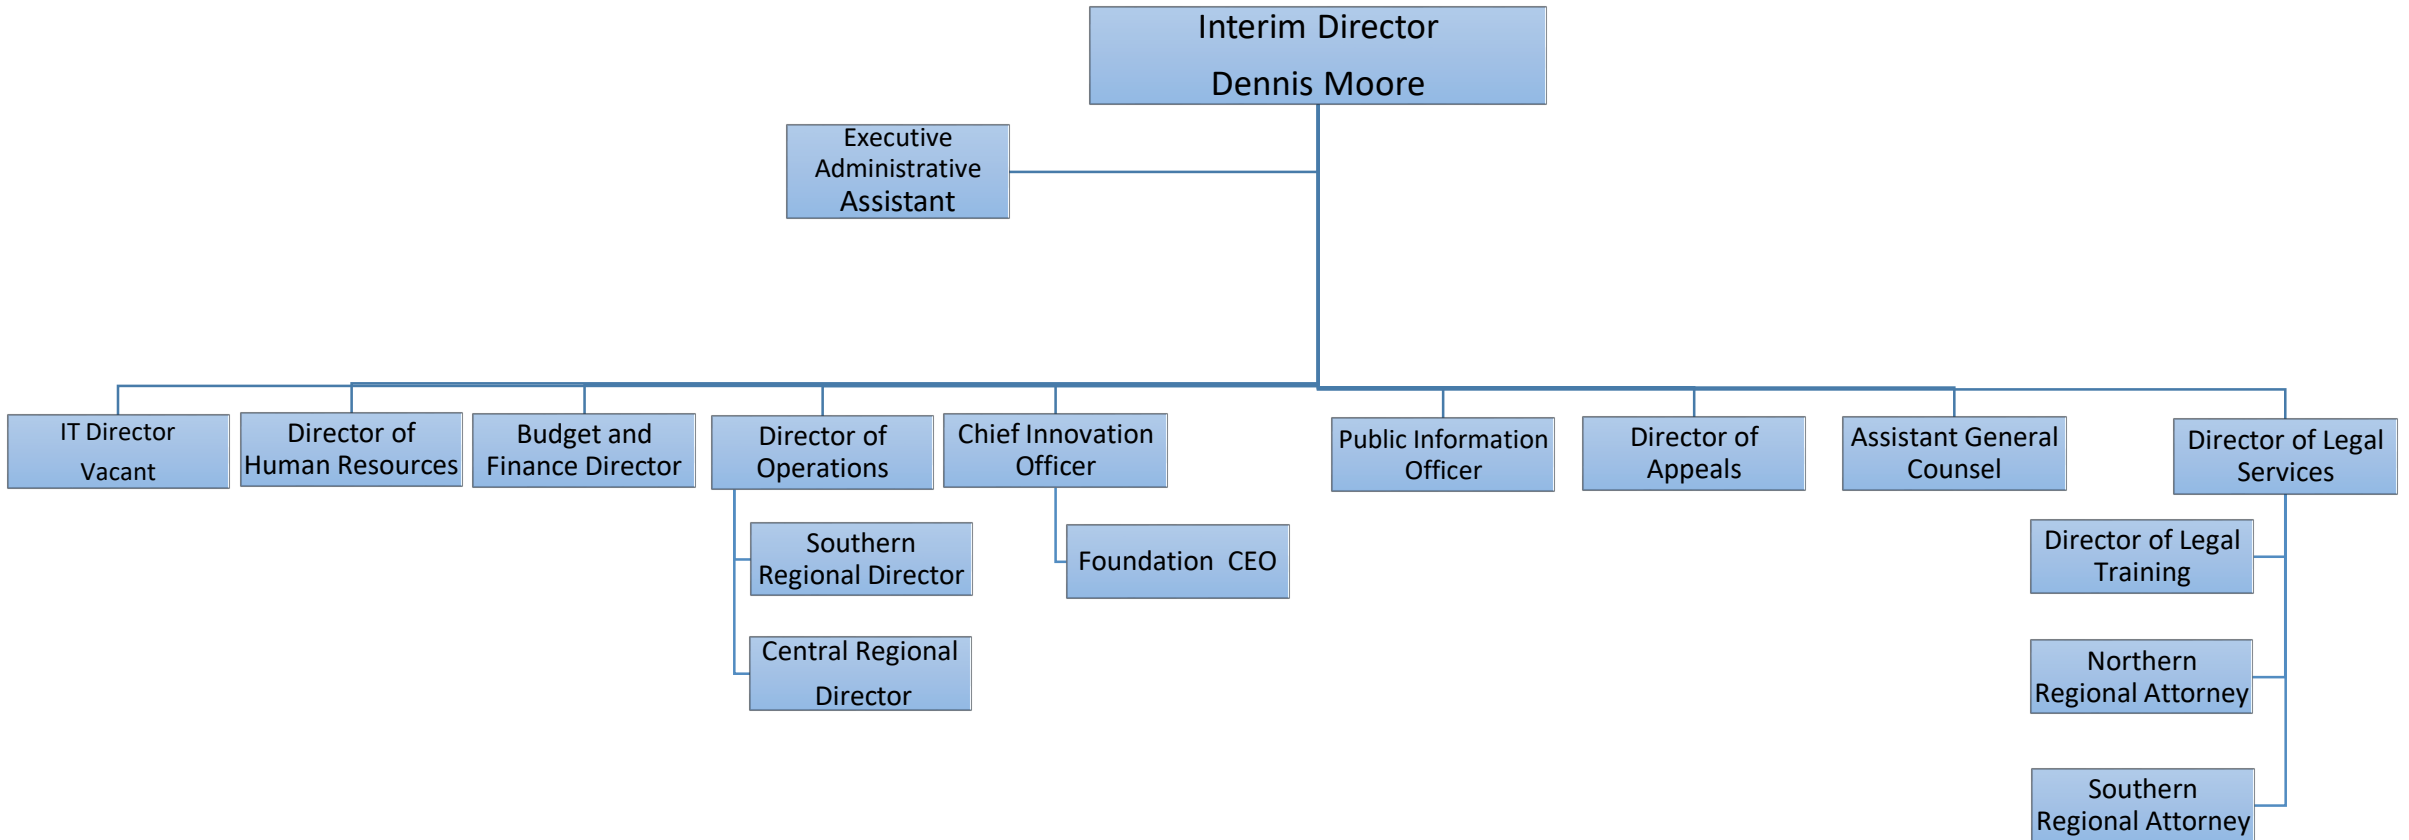 Interim Director
Dennis Moore
Executive
Administrative
Assistant
IT Director
Vacant
Director of
Human Resources
Budget and
Finance Director
Director of
Operations
Chief Innovation
Officer
Public Information
Officer
Director of
Appeals
Assistant General
Counsel
Director of Legal
Services
Southern
Regional Director
Foundation CEO
Director of Legal
Training
Central Regional
Director
Northern
Regional Attorney
Southern
Regional Attorney